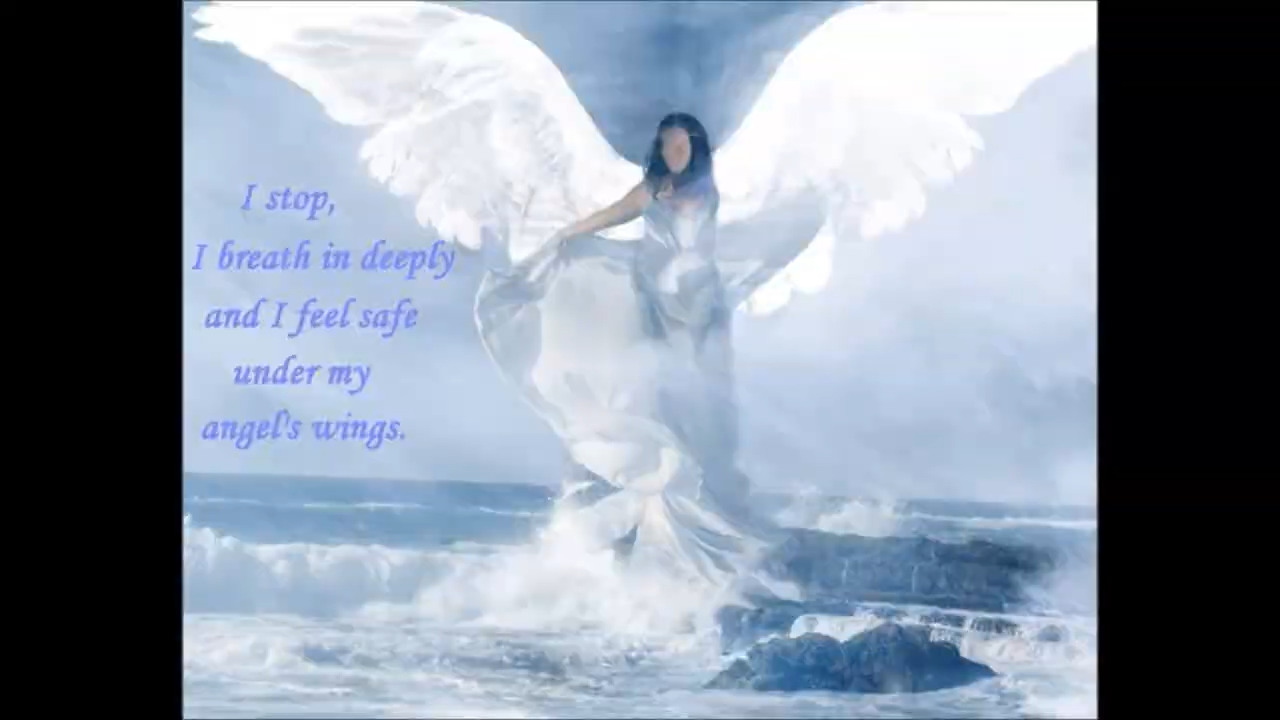 I stop,
I breath in deeply
and I feel safe
under my
angel's wings.